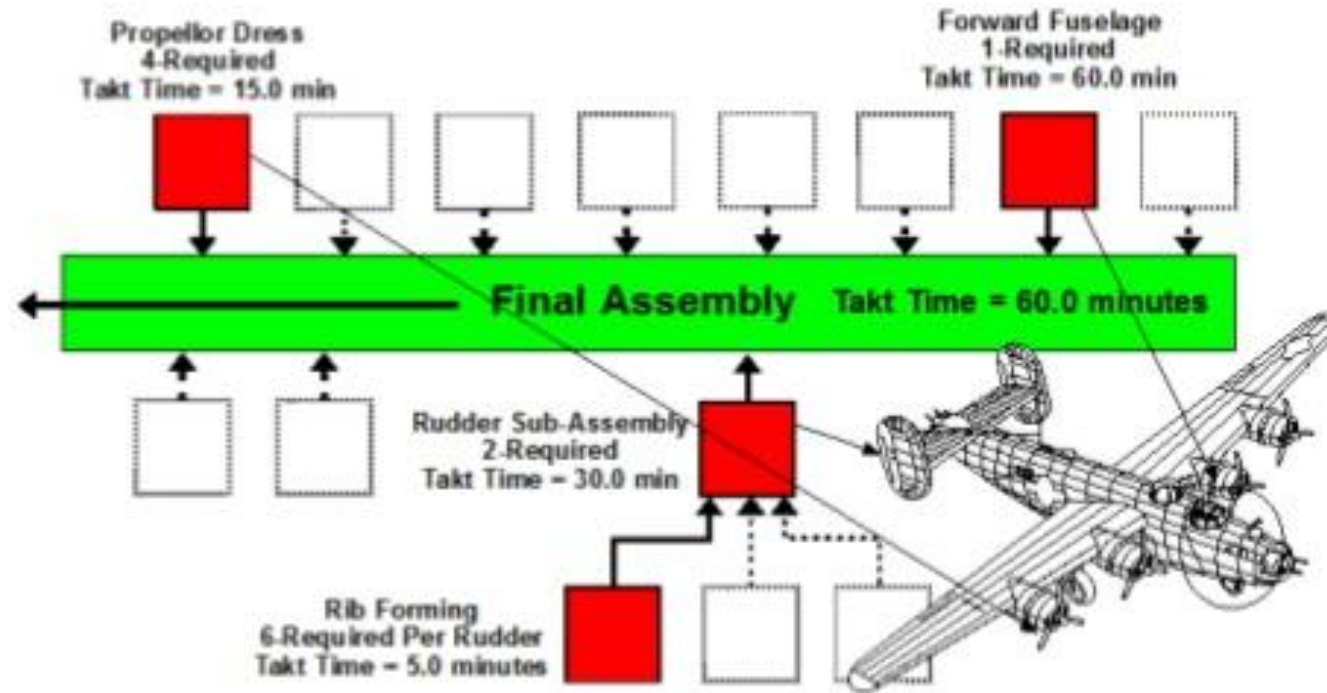 Propellor Dress
4-Required
Takt Time = 15.0 min
Forward Fuselage
1-Required
Takt Time = 60.0 min
Final Assembly Takt Time = 60.0 minutes
Rudder Sub-Assembly
2-Required
Takt Time = 30.0 min
Rib Forming
6-Required Per Rudder
Takt Time = 5.0 minutes